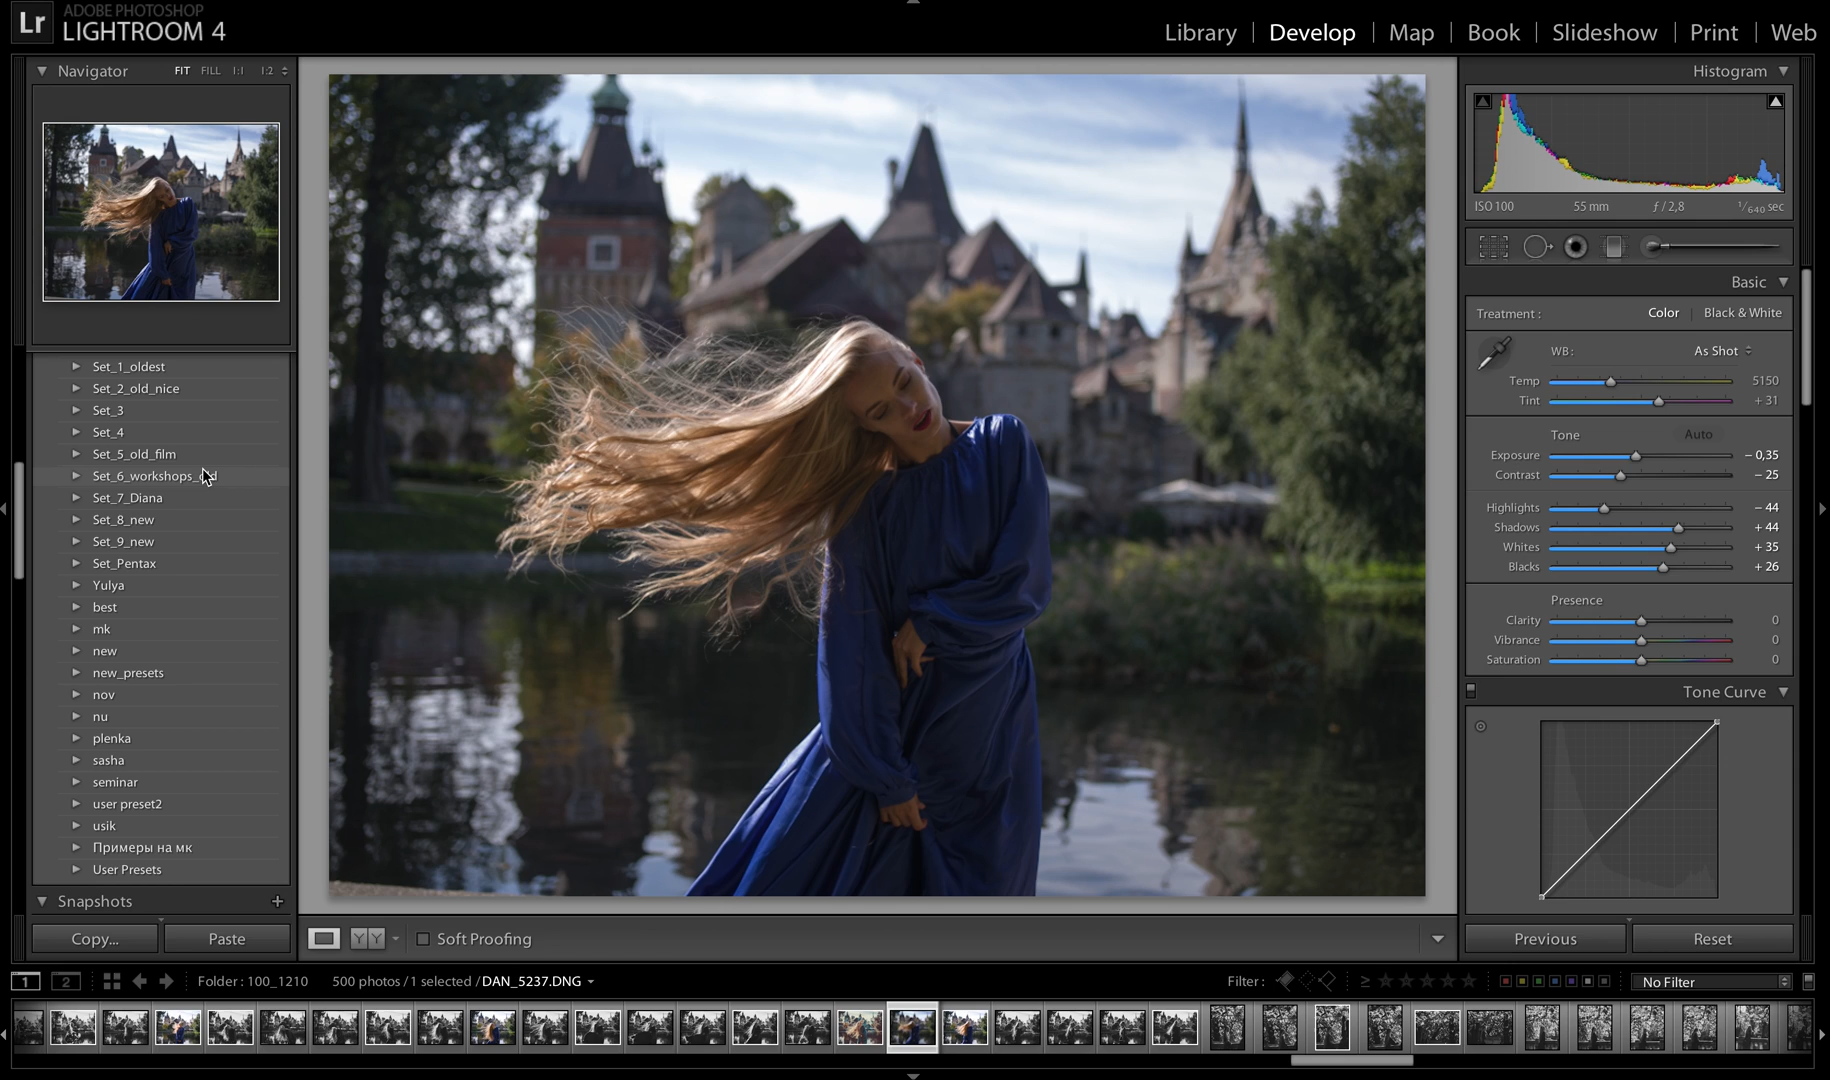 Lr
ADOBE PHOTOSHOP
LIGHTROOM 4
Library | Develop | Map | Book | Slideshow | Print | Web
Navigator FIT FILL 1:1 1:2
Set_1_oldest
Set_2_old_nice
Set_3
Set_4
Set_5_old_film
Set_6_workshops_
Set_7_Diana
Set_8_new
Set_9_new
Set_Pentax
Yulya
best
mk
new
new_presets
nov
nu
plenka
sasha
seminar
user preset2
usik
Примеры на мк
User Presets
Snapshots +
Copy... Paste
Y Y Soft Proofing
Histogram
ISO 100 55 mm ƒ / 2,8 1/640 sec
Basic
Treatment : Color | Black & White
WB: As Shot
Temp 5150
Tint + 31
Tone Auto
Exposure – 0,35
Contrast – 25
Highlights – 44
Shadows + 44
Whites + 35
Blacks + 26
Presence
Clarity 0
Vibrance 0
Saturation 0
Tone Curve
Previous Reset
1 2 Folder : 100_1210 500 photos / 1 selected / DAN_5237.DNG Filter : ≥ No Filter